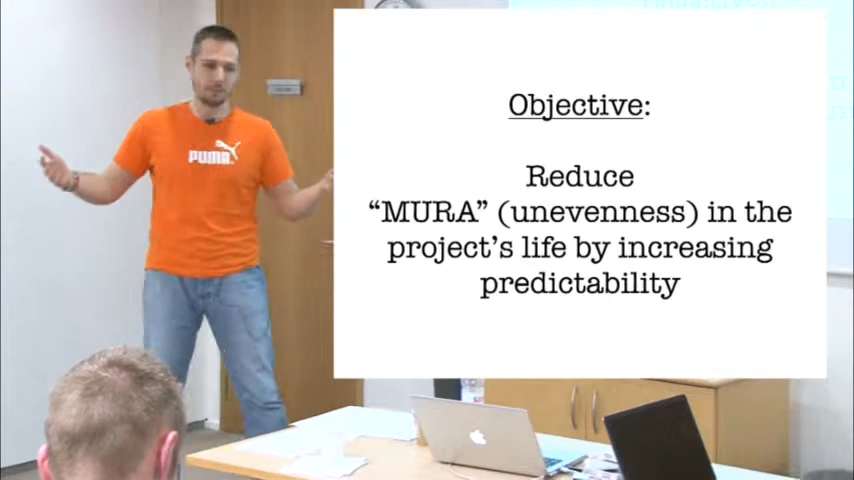 Objective:
Reduce
“MURA” (unevenness) in the
project’s life by increasing
predictability
PUMA